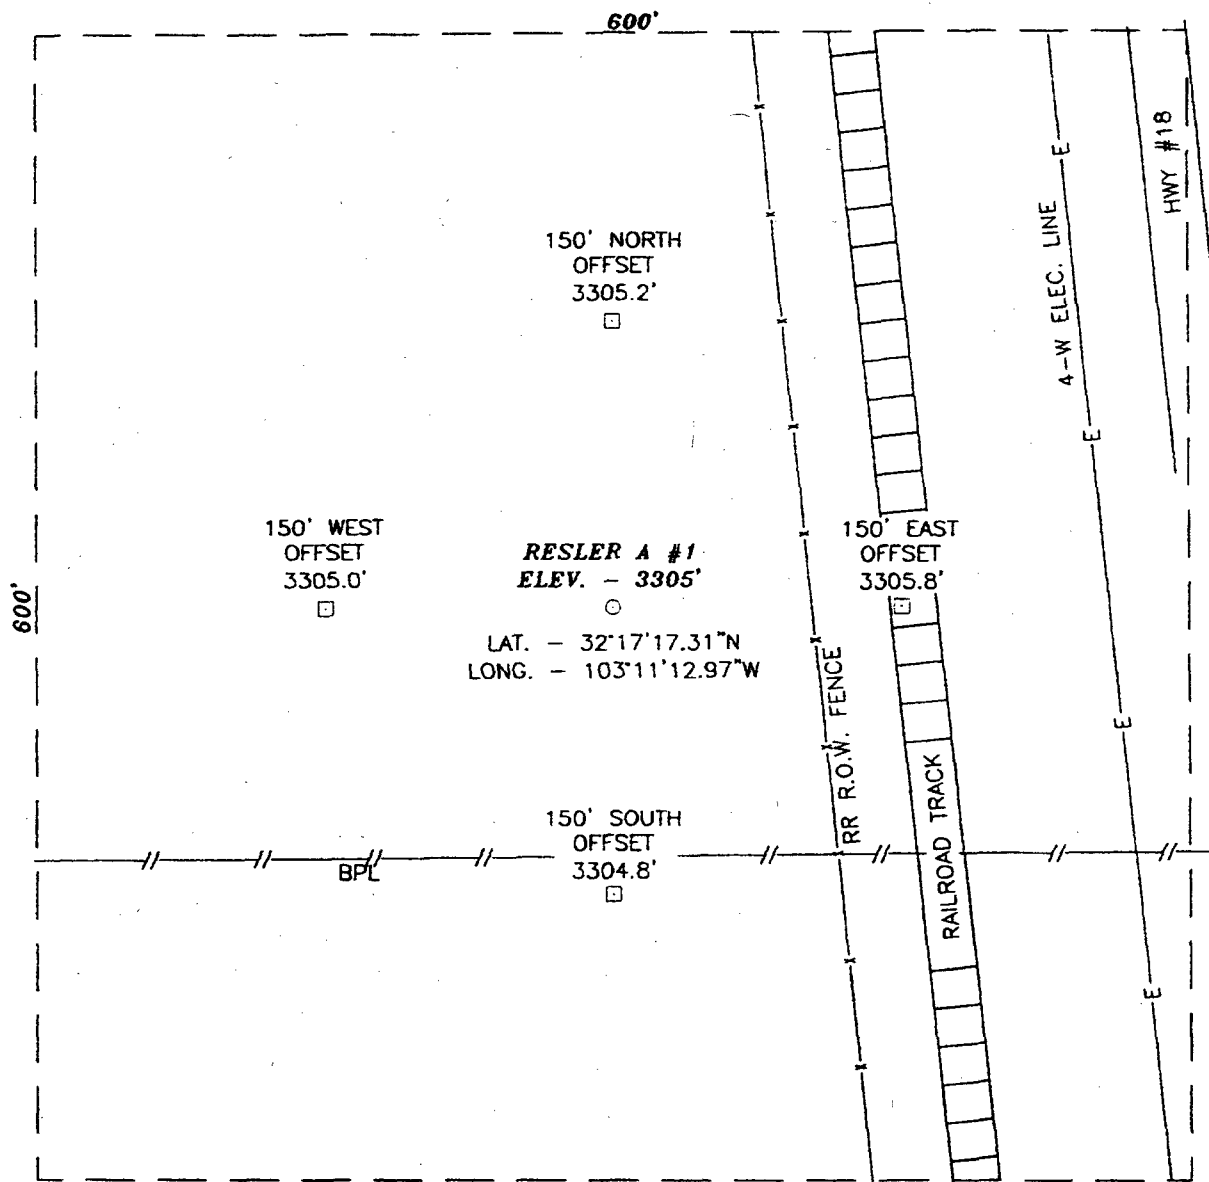 600'
HWY #18
4-W ELEC. LINE
150' NORTH
OFFSET
3305.2'
150' WEST
OFFSET
3305.0'
RESLER A #1
ELEV. - 3305'
LAT. - 32°17'17.31"N
LONG. - 103°11'12.97"W
150' EAST
OFFSET
3305.8'
600'
RR R.O.W. FENCE
RAILROAD TRACK
150' SOUTH
OFFSET
3304.8'
BPL
E
E
E
E